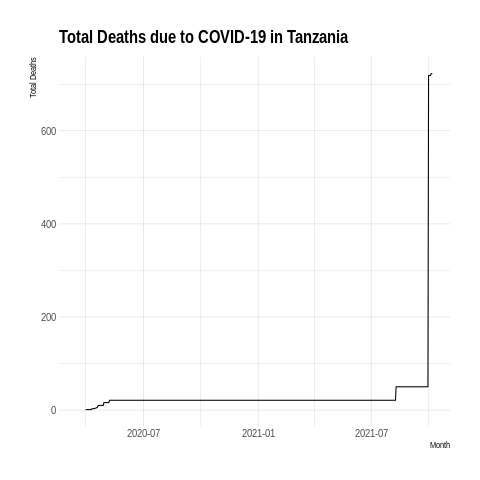 Total Deaths due to COVID-19 in Tanzania
Total Deaths
600
400
200
0
2020-07 2021-01 2021-07
Month